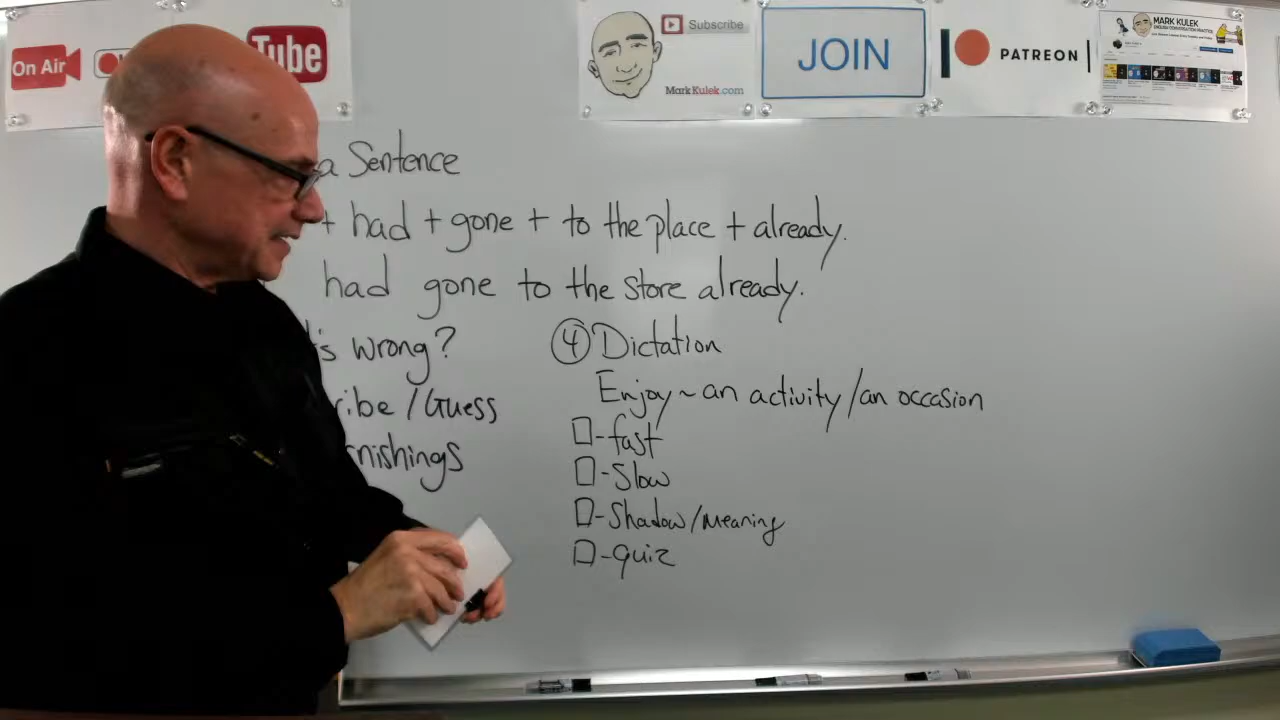 On Air
Tube
Subscribe
MarkKulek.com
JOIN
PATREON
MARK KULEK
a Sentence
+ had + gone + to the place + already.
had gone to the store already.
's wrong?
ribe / Guess
nishings
④ Dictation
Enjoy ~ an activity / an occasion
□ - fast
□ - Slow
□ - Shadow / Meaning
□ - quiz